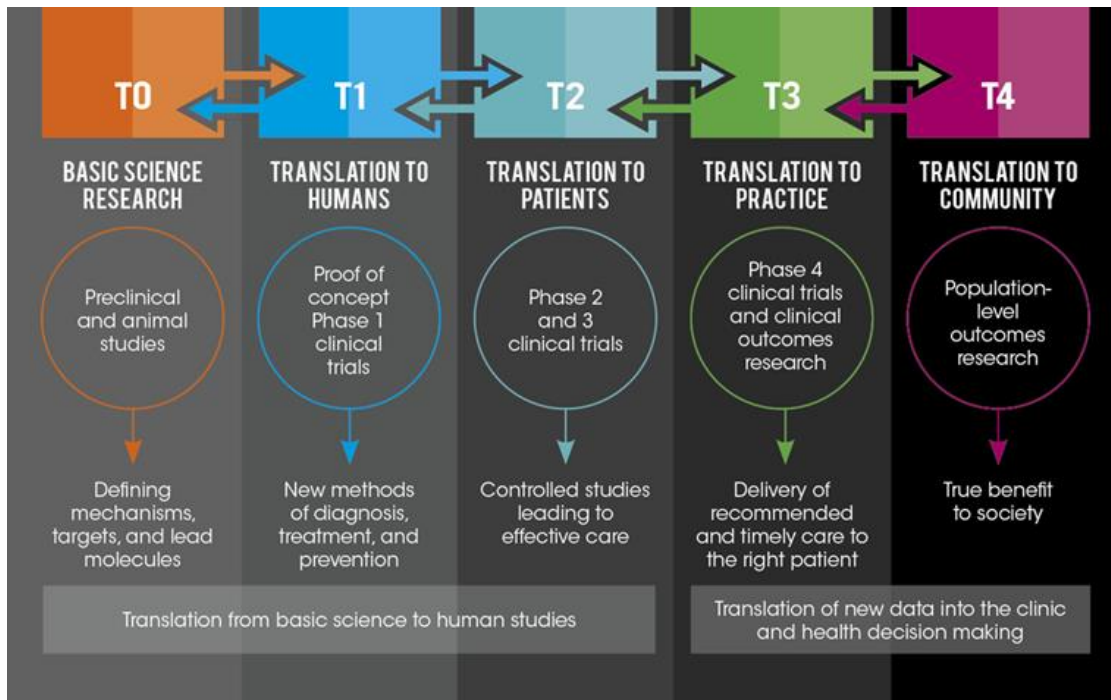 T0
T1
T2
T3
T4
BASIC SCIENCE
RESEARCH
TRANSLATION TO
HUMANS
TRANSLATION TO
PATIENTS
TRANSLATION TO
PRACTICE
TRANSLATION TO
COMMUNITY
Preclinical
and animal
studies
Proof of
concept
Phase 1
clinical
trials
Phase 2
and 3
clinical trials
Phase 4
clinical trials
and clinical
outcomes
research
Population-
level
outcomes
research
Defining
mechanisms,
targets, and lead
molecules
New methods
of diagnosis,
treatment, and
prevention
Controlled studies
leading to
effective care
Delivery of
recommended
and timely care to
the right patient
True benefit
to society
Translation from basic science to human studies
Translation of new data into the clinic
and health decision making